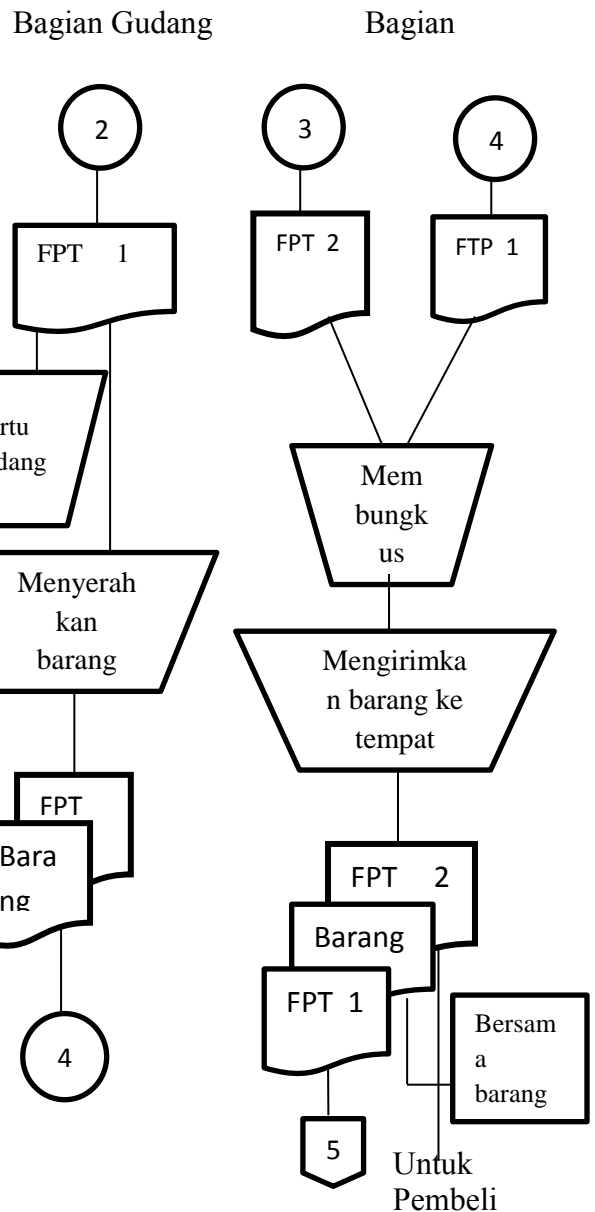 Bagian Gudang
Bagian
2
FPT 1
rtu
dang
Menyerah
kan
barang
FPT
Bara
ng
4
3
4
FPT 2
FTP 1
Mem
bungk
us
Mengirimka
n barang ke
tempat
FPT 2
Barang
FPT 1
Bersam
a
barang
5
Untuk
Pembeli